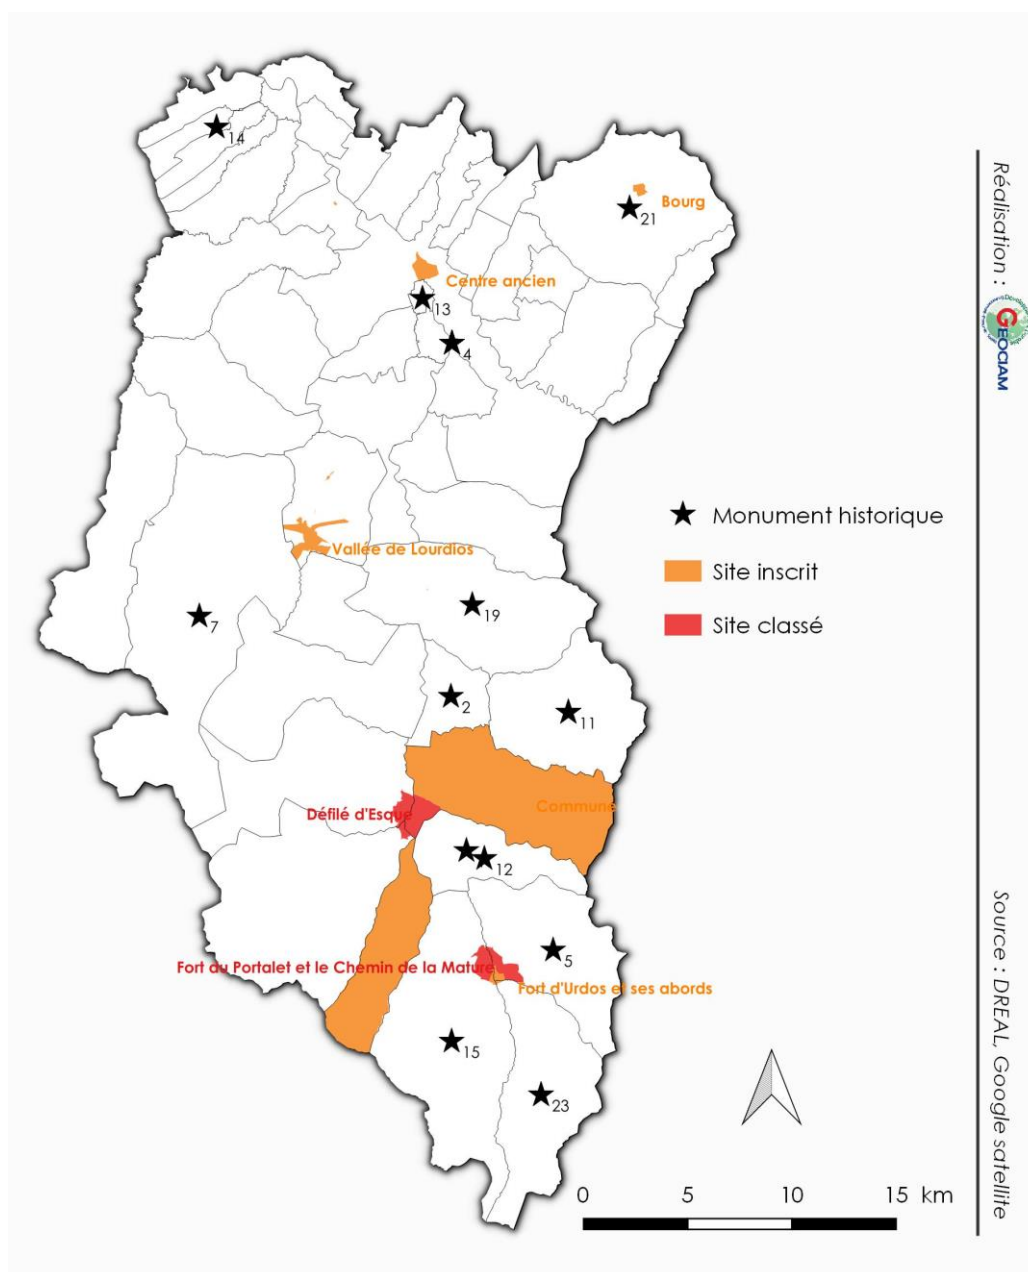 14
Bourg
21
Centre ancien
13
4
Monument historique
Site inscrit
Site classé
Vallée de Lourdios
19
7
2
11
Commune
Défilé d'Esque
12
5
Fort du Portalet et le Chemin de la Mature
Fort d'Urdos et ses abords
15
23
0 5 10 15 km
Réalisation :
GEOCIAM
Source : DREAL, Google satellite